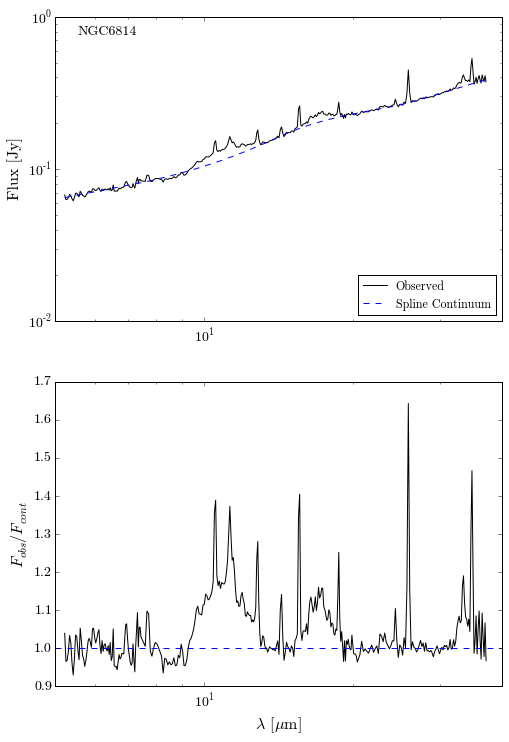 10^0
NGC6814
Flux [Jy]
10^-1
Observed
Spline Continuum
10^-2
10^1
1.7
1.6
1.5
1.4
1.3
F_obs/F_cont
1.2
1.1
1.0
0.9
10^1
λ [μm]